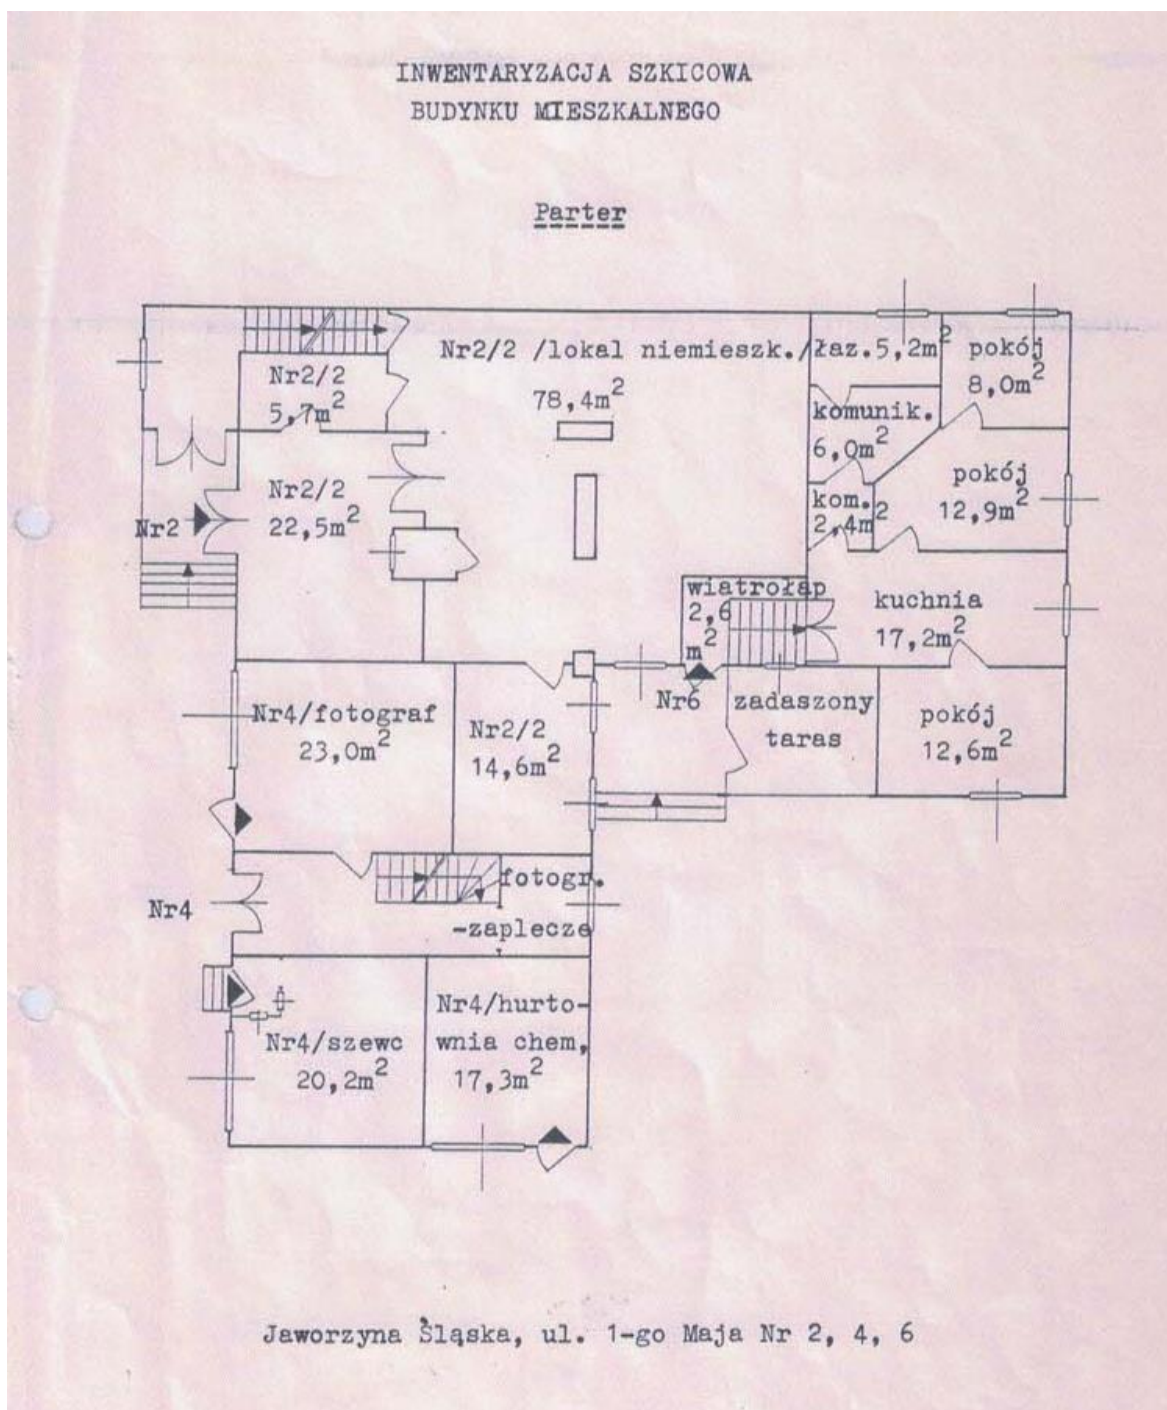 INWENTARYZACJA SZKICOWA
BUDYNKU MIESZKALNEGO
Parter
Nr2/2
5,7m²
Nr2/2 /lokal niemieszk./
78,4m²
łaz.5,2m²
pokój
8,0m²
komunik.
6,0m²
pokój
12,9m²
kom.
2,4m²
Nr2
Nr2/2
22,5m²
wiatrołap
2,6
m²
kuchnia
17,2m²
Nr6
zadaszony
taras
pokój
12,6m²
Nr4/fotograf
23,0m²
Nr2/2
14,6m²
Nr4
fotogr.
-zaplecze
Nr4/szewc
20,2m²
Nr4/hurto-
wnia chem,
17,3m²
Jaworzyna Śląska, ul. 1-go Maja Nr 2, 4, 6